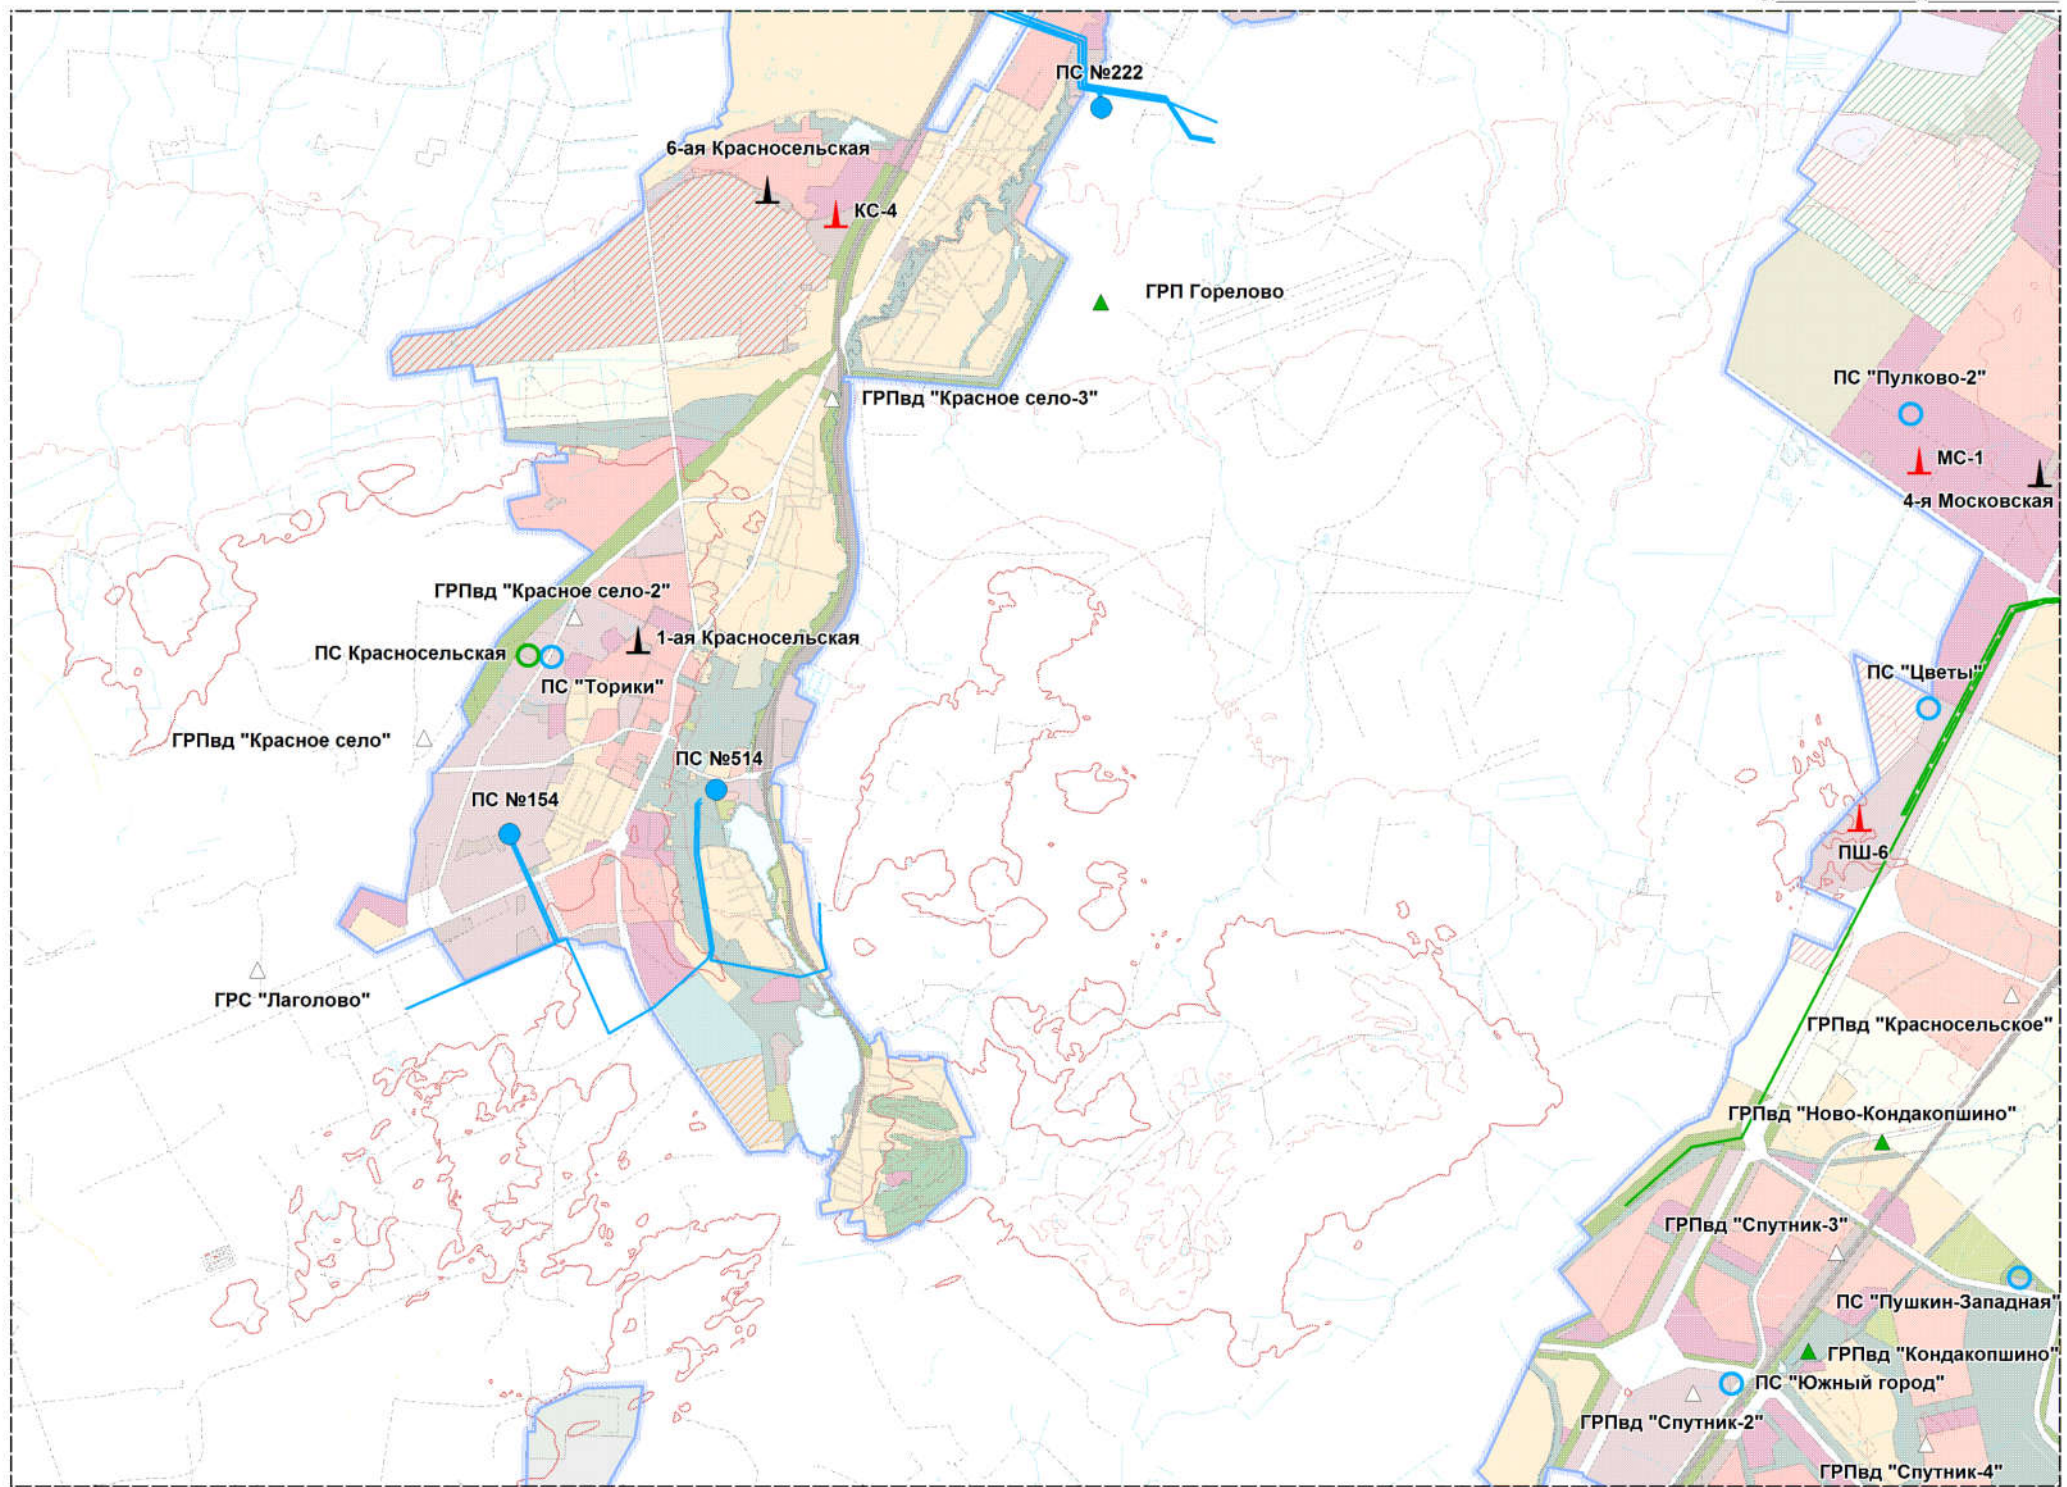 ПС №222
6-ая Красносельская
КС-4
ГРП Горелово
ПС "Пулково-2"
ГРПвд "Красное село-3"
МС-1
4-я Московская
ГРПвд "Красное село-2"
1-ая Красносельская
ПС Красносельская
ПС "Цветы"
ПС "Торики"
ГРПвд "Красное село"
ПС №514
ПС №154
ПШ-6
ГРС "Лаголово"
ГРПвд "Красносельское"
ГРПвд "Ново-Кондакопшино"
ГРПвд "Спутник-3"
ПС "Пушкин-Западная"
ГРПвд "Кондакопшино"
ПС "Южный город"
ГРПвд "Спутник-2"
ГРПвд "Спутник-4"